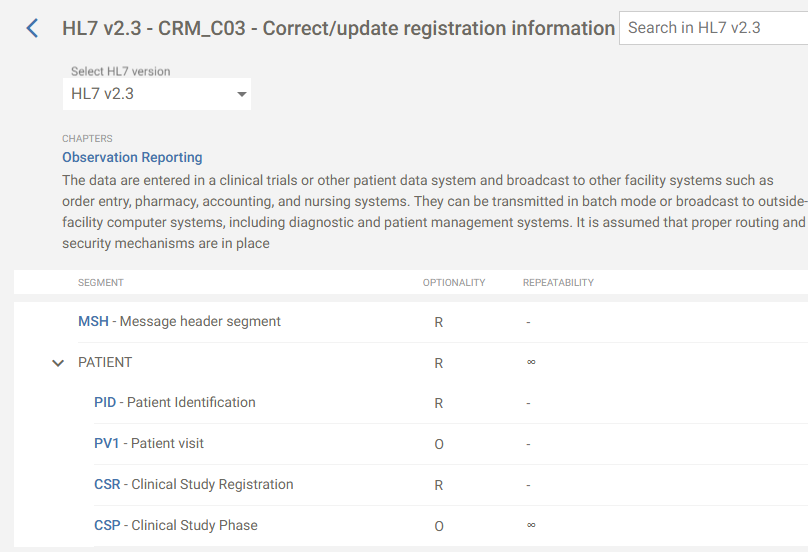 HL7 v2.3 - CRM_C03 - Correct/update registration information
Search in HL7 v2.3
Select HL7 version
HL7 v2.3
CHAPTERS
Observation Reporting
The data are entered in a clinical trials or other patient data system and broadcast to other facility systems such as
order entry, pharmacy, accounting, and nursing systems. They can be transmitted in batch mode or broadcast to outside-
facility computer systems, including diagnostic and patient management systems. It is assumed that proper routing and
security mechanisms are in place
SEGMENT OPTIONALITY REPEATABILITY
MSH - Message header segment R -
PATIENT R ∞
PID - Patient Identification R -
PV1 - Patient visit O -
CSR - Clinical Study Registration R -
CSP - Clinical Study Phase O ∞